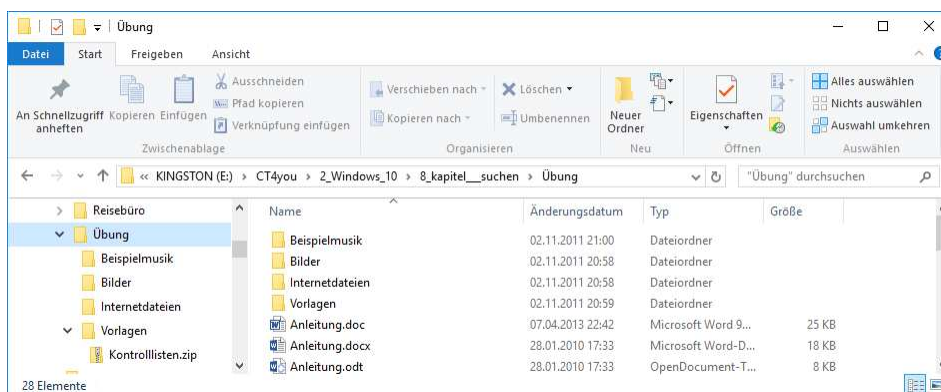 Übung
Datei Start Freigeben Ansicht
An Schnellzugriff anheften
Kopieren
Einfügen
Ausschneiden
Pfad kopieren
Verknüpfung einfügen
Zwischenablage
Verschieben nach
Kopieren nach
Löschen
Umbenennen
Organisieren
Neuer Ordner
Neu
Eigenschaften
Öffnen
Alles auswählen
Nichts auswählen
Auswahl umkehren
Auswählen
« KINGSTON (E:) > CT4you > 2_Windows_10 > 8_kapitel__suchen > Übung
"Übung" durchsuchen
Reisebüro
Übung
Beispielmusik
Bilder
Internetdateien
Vorlagen
Kontrolllisten.zip
Name Änderungsdatum Typ Größe
Beispielmusik 02.11.2011 21:00 Dateiordner
Bilder 02.11.2011 20:58 Dateiordner
Internetdateien 02.11.2011 20:58 Dateiordner
Vorlagen 02.11.2011 20:59 Dateiordner
Anleitung.doc 07.04.2013 22:42 Microsoft Word 9... 25 KB
Anleitung.docx 28.01.2010 17:33 Microsoft Word-D... 18 KB
Anleitung.odt 28.01.2010 17:33 OpenDocument-T... 8 KB
28 Elemente